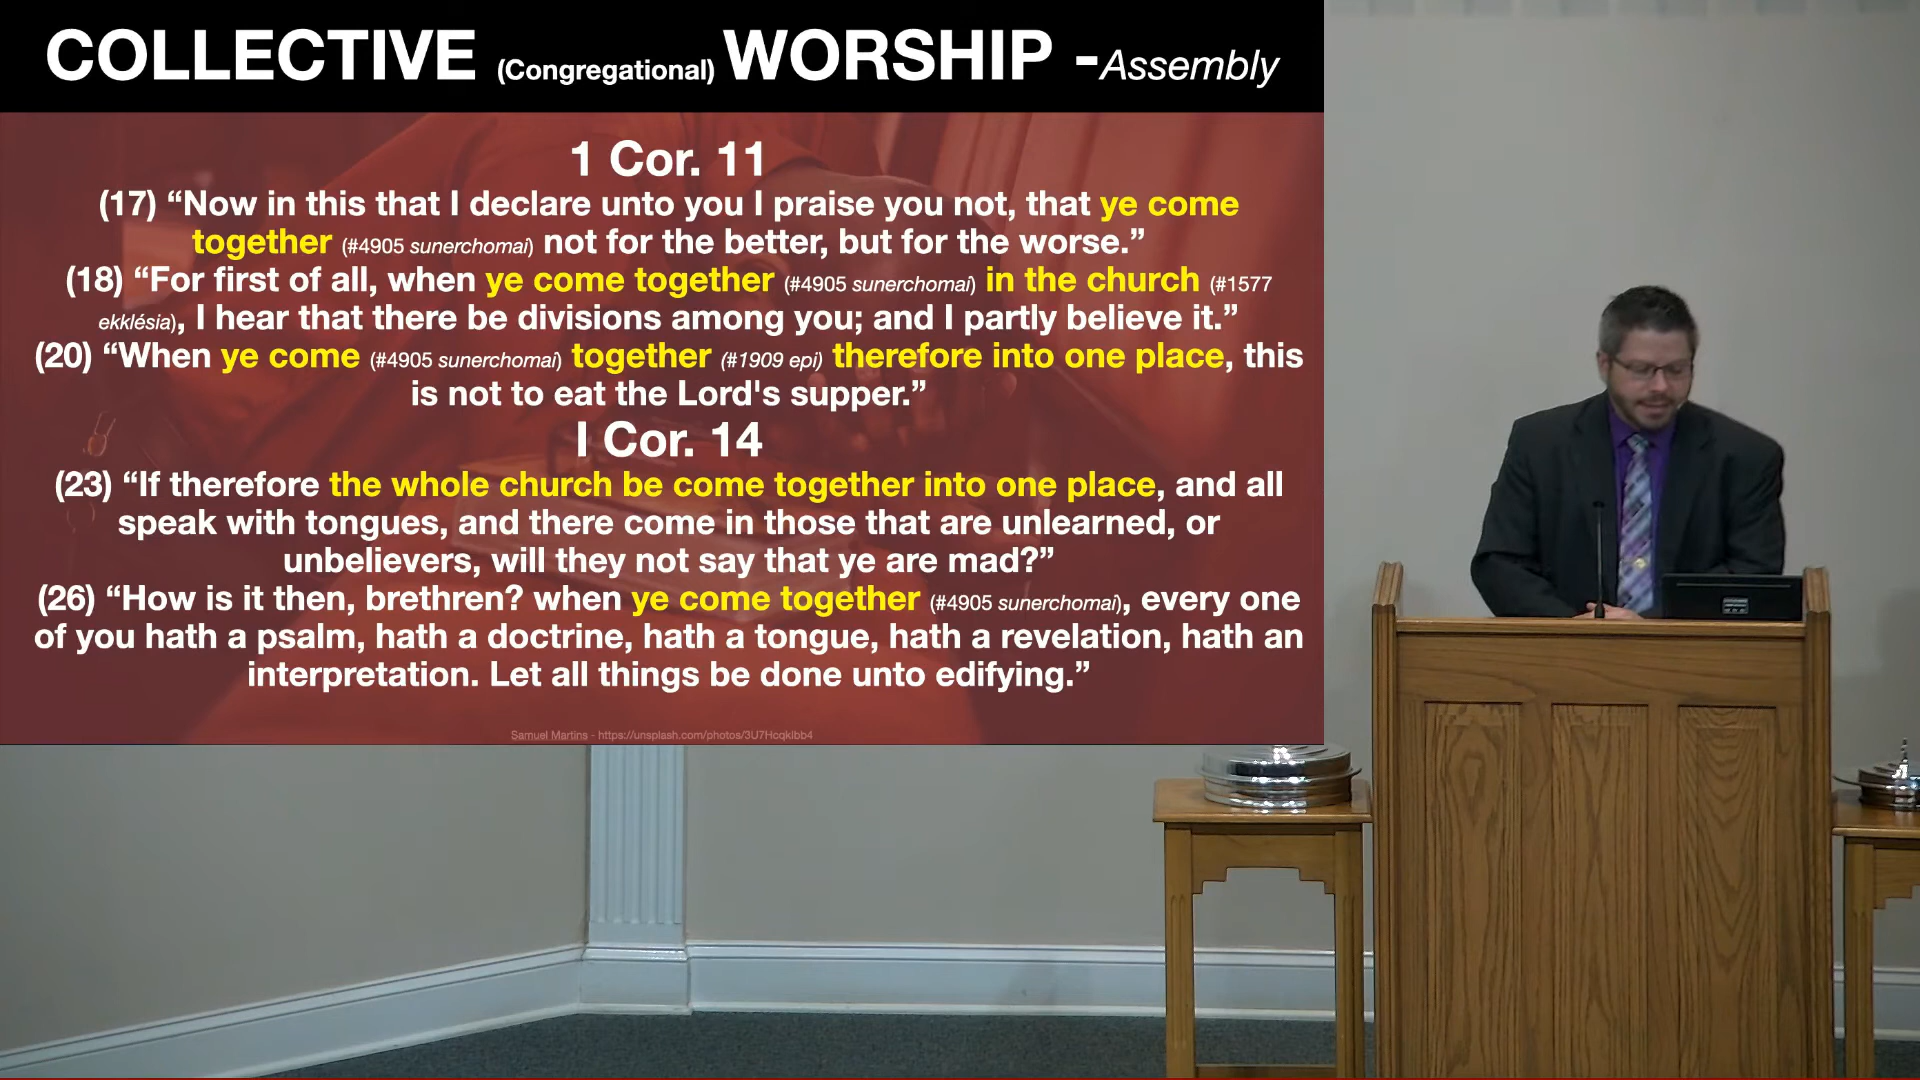 COLLECTIVE (Congregational) WORSHIP -Assembly
1 Cor. 11
(17) “Now in this that I declare unto you I praise you not, that ye come
together (#4905 sunerchomai) not for the better, but for the worse.”
(18) “For first of all, when ye come together (#4905 sunerchomai) in the church (#1577
ekklésia), I hear that there be divisions among you; and I partly believe it.”
(20) “When ye come (#4905 sunerchomai) together (#1909 epi) therefore into one place, this
is not to eat the Lord's supper.”
I Cor. 14
(23) “If therefore the whole church be come together into one place, and all
speak with tongues, and there come in those that are unlearned, or
unbelievers, will they not say that ye are mad?”
(26) “How is it then, brethren? when ye come together (#4905 sunerchomai), every one
of you hath a psalm, hath a doctrine, hath a tongue, hath a revelation, hath an
interpretation. Let all things be done unto edifying.”
Samuel Martins - https://unsplash.com/photos/3U7HcqkIbb4